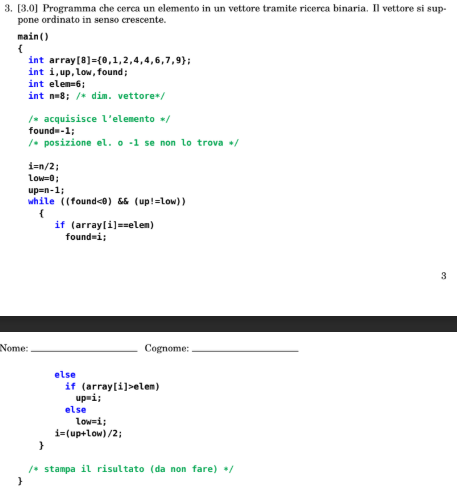 3. [3.0] Programma che cerca un elemento in un vettore tramite ricerca binaria. Il vettore si sup-
pone ordinato in senso crescente.
main()
{
int array[8]={0,1,2,4,4,6,7,9};
int i,up,low,found;
int elem=6;
int n=8; /* dim. vettore*/
/* acquisisce l'elemento */
found=-1;
/* posizione el. o -1 se non lo trova */
i=n/2;
low=0;
up=n-1;
while ((found<0) && (up!=low))
{
if (array[i]==elem)
found=i;
3
Nome: Cognome:
else
if (array[i]>elem)
up=i;
else
low=i;
i=(up+low)/2;
}
/* stampa il risultato (da non fare) */
}